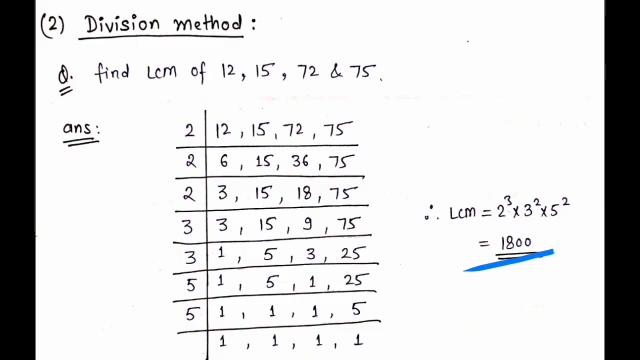 (2) Division method :
Q. find LCM of 12, 15, 72 & 75.
ans:
2 | 12, 15, 72, 75
2 | 6, 15, 36, 75
2 | 3, 15, 18, 75
3 | 3, 15, 9, 75
3 | 1, 5, 3, 25
5 | 1, 5, 1, 25
5 | 1, 1, 1, 5
1, 1, 1, 1
∴ LCM = 2³×3²×5²
= 1800